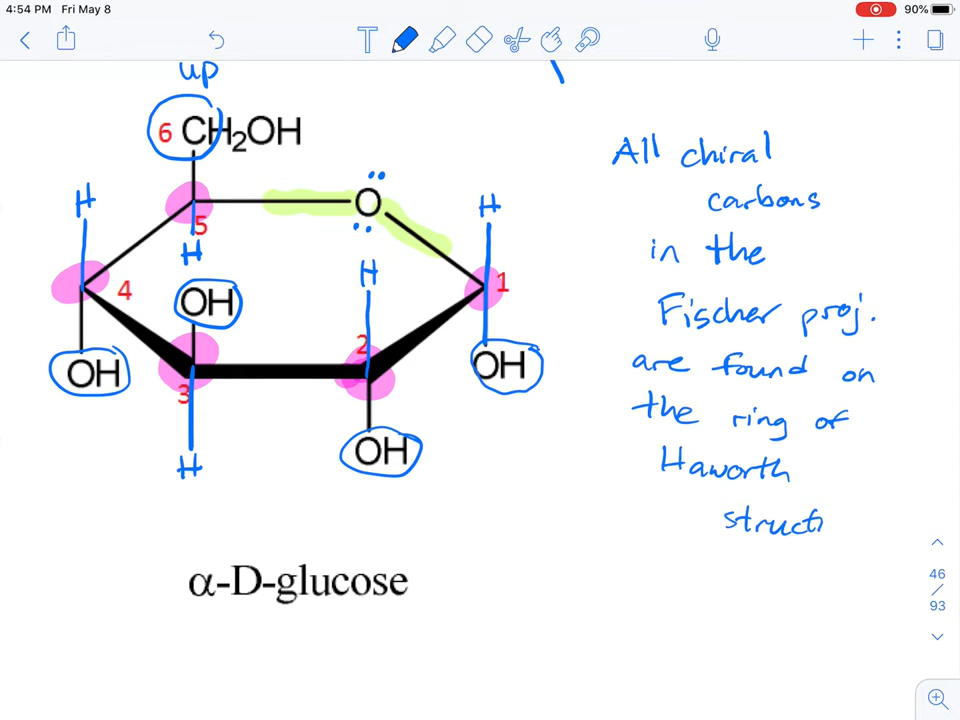 4:54 PM Fri May 8
90%
T
up
6 CH2OH
H
O
H
5
H
H
4
1
OH
2
OH
OH
3
OH
H
α-D-glucose
All chiral
carbons
in the
Fischer proj.
are found on
the ring of
Haworth
struct
46
/
93